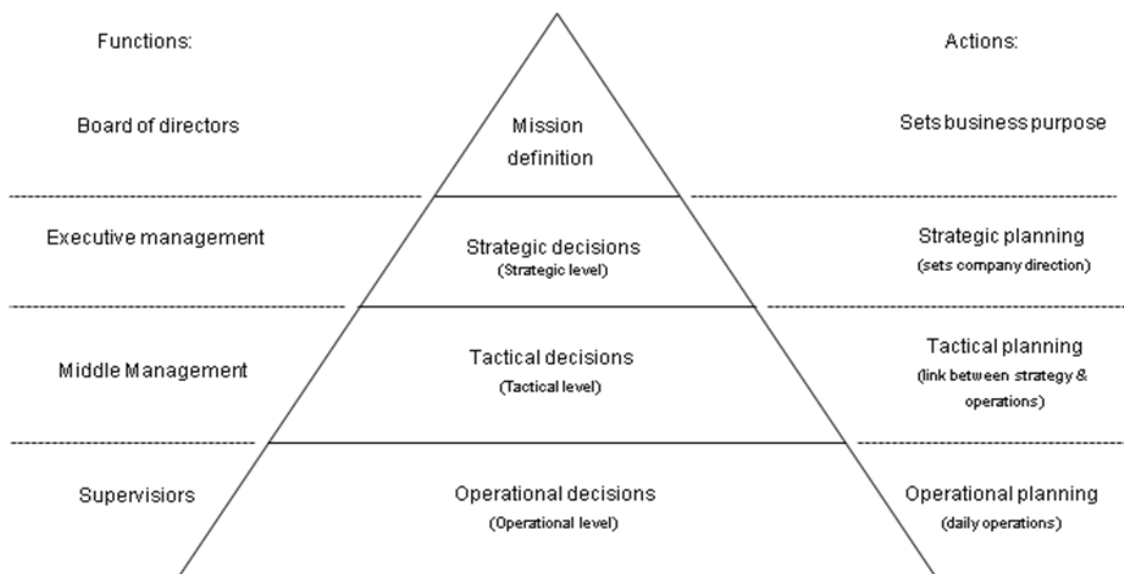 Functions:
Actions:
Board of directors
Mission
definition
Sets business purpose
Executive management
Strategic decisions
(Strategic level)
Strategic planning
(sets company direction)
Middle Management
Tactical decisions
(Tactical level)
Tactical planning
(link between strategy &
operations)
Supervisiors
Operational decisions
(Operational level)
Operational planning
(daily operations)